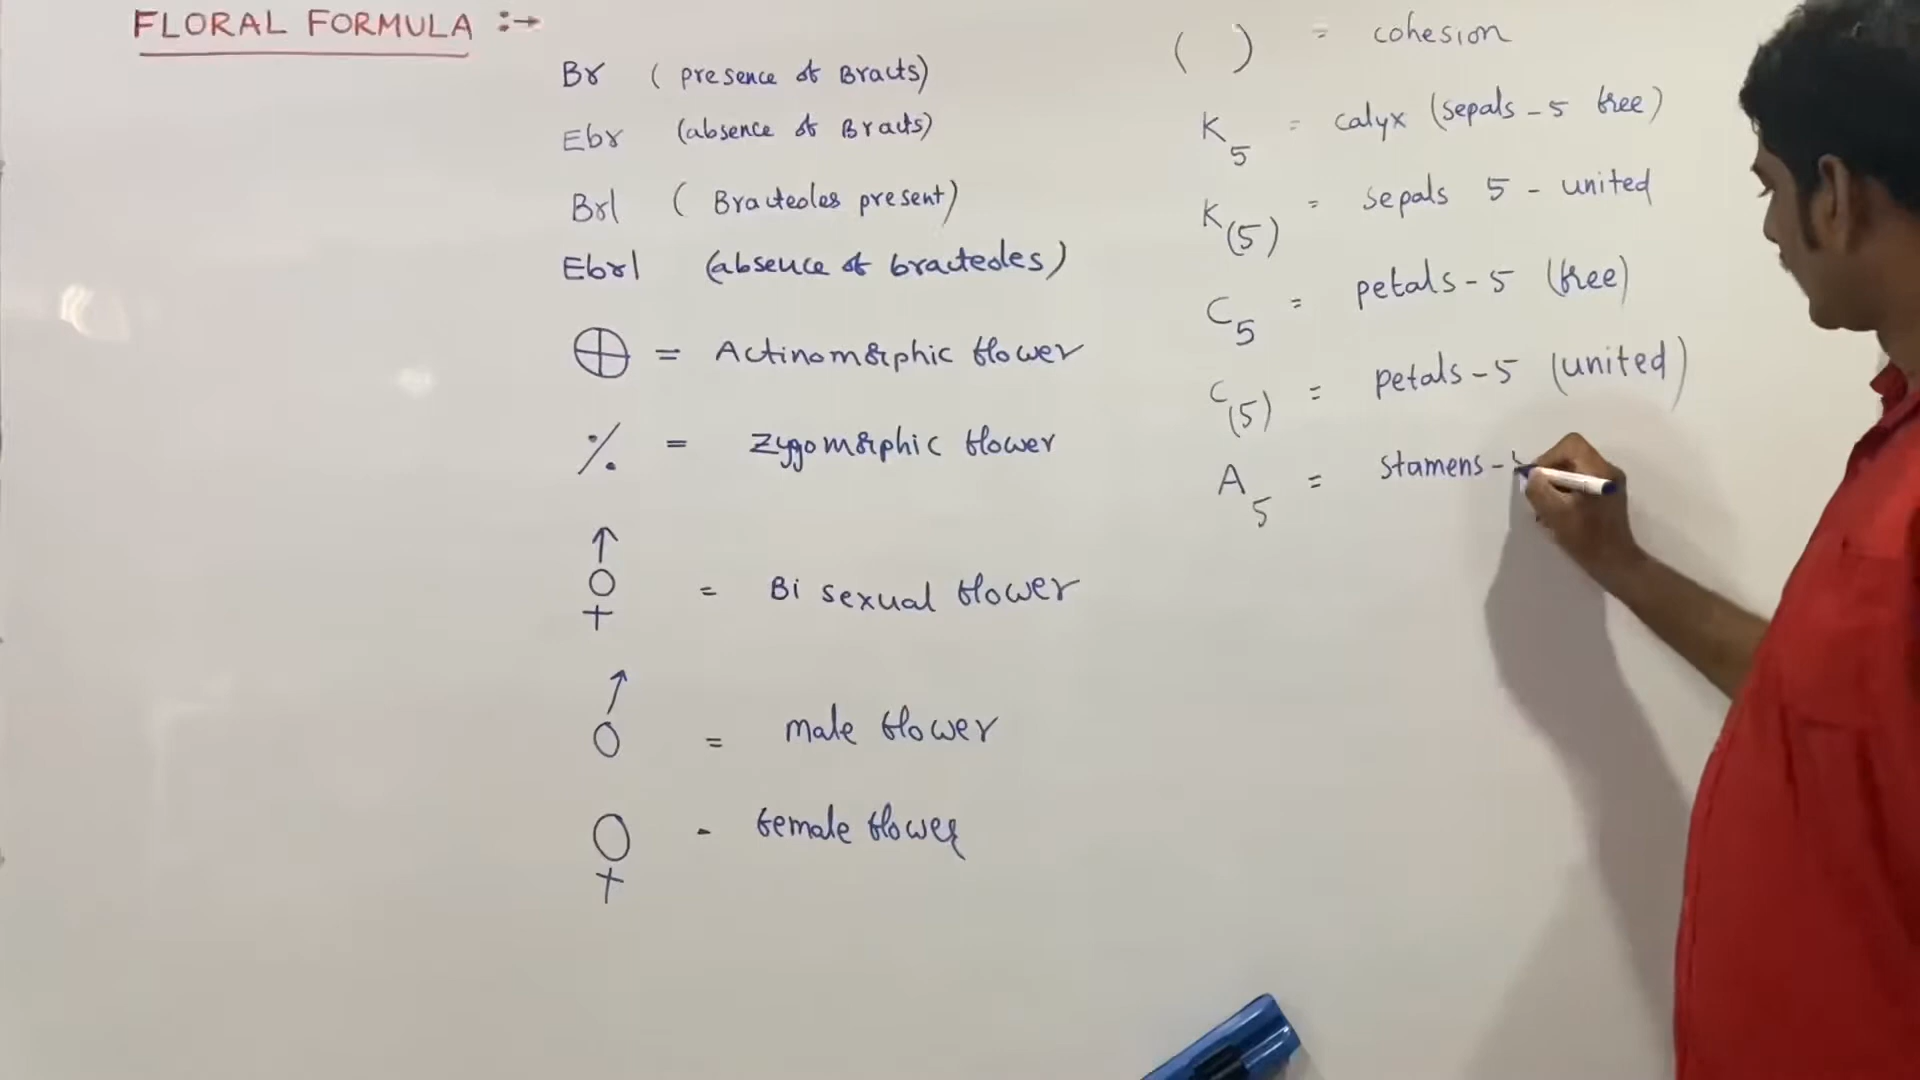 FLORAL FORMULA :→
Br ( presence of Bracts)
Ebr (absence of Bracts)
Brl ( Bracteoles present)
Ebrl (absence of bracteoles)
⊕ = Actinomorphic flower
% = Zygomorphic flower
⚥ = Bi sexual flower
♂ = male flower
♀ - female flower
( ) = cohesion
K5 = calyx (sepals - 5 free)
K(5) = sepals 5 - united
C5 = petals - 5 (free)
C(5) = petals - 5 (united)
A5 = stamens -